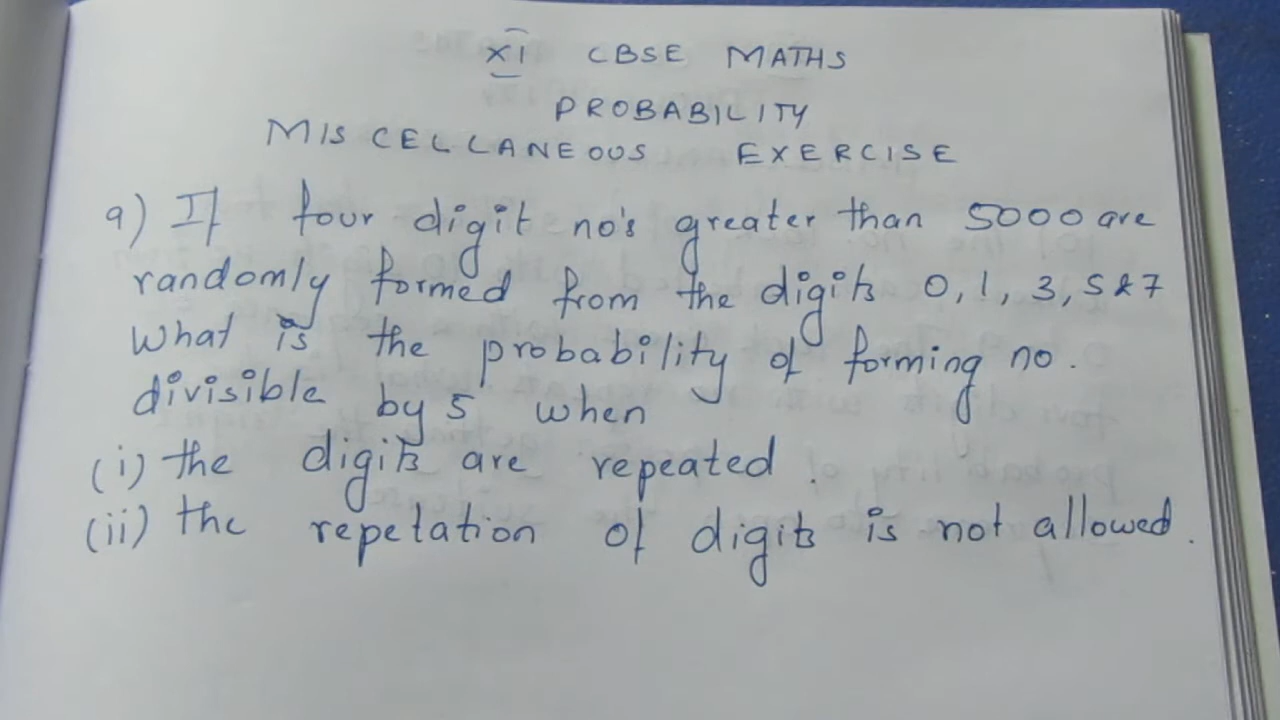 XI CBSE MATHS
PROBABILITY
MISCELLANEOUS EXERCISE
9) If four digit no's greater than 5000 are
randomly formed from the digits 0, 1, 3, 5 & 7
What is the probability of forming no.
divisible by 5 when
(i) the digits are repeated.
(ii) the repetation of digits is not allowed.